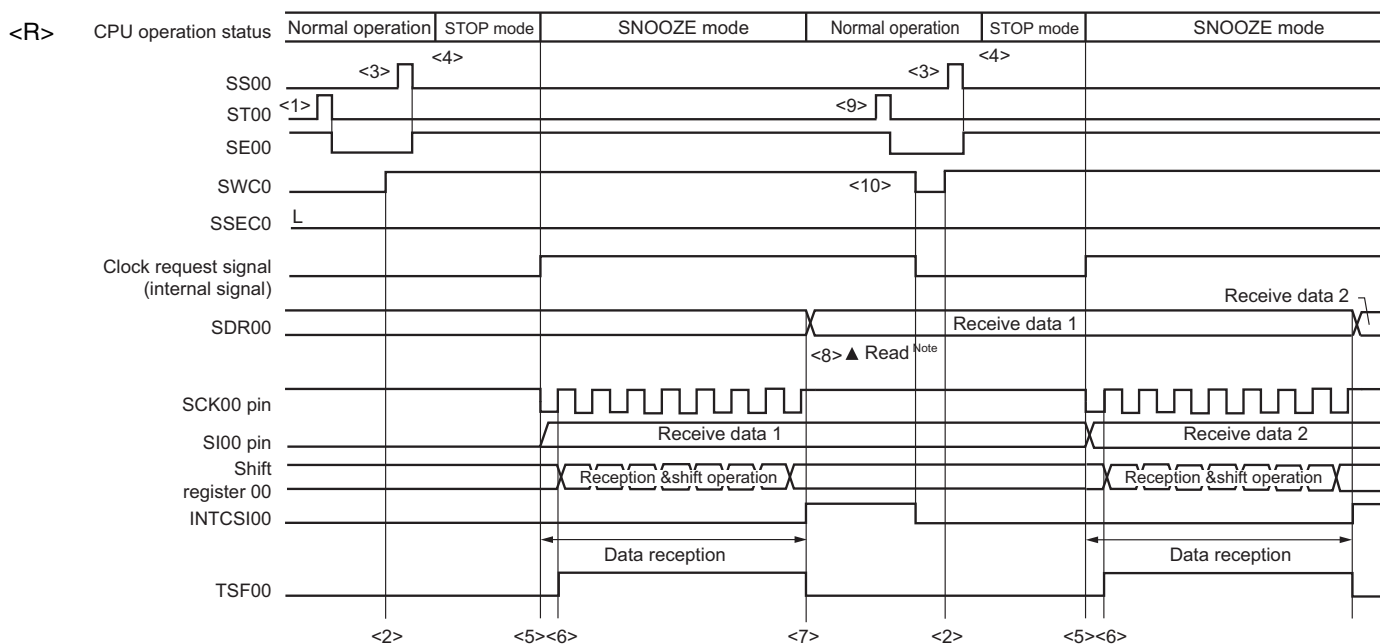 <R> CPU operation status Normal operation STOP mode SNOOZE mode Normal operation STOP mode SNOOZE mode
<4> <4>
<3> <3>
SS00
<1> <9>
ST00
SE00
SWC0 <10>
SSEC0 L
Clock request signal
(internal signal)
Receive data 2
SDR00 Receive data 1
<8> ▲ Read Note
SCK00 pin
SI00 pin Receive data 1 Receive data 2
Shift
register 00 Reception &shift operation Reception &shift operation
INTCSI00
Data reception Data reception
TSF00
<2> <5><6> <7> <2> <5><6>